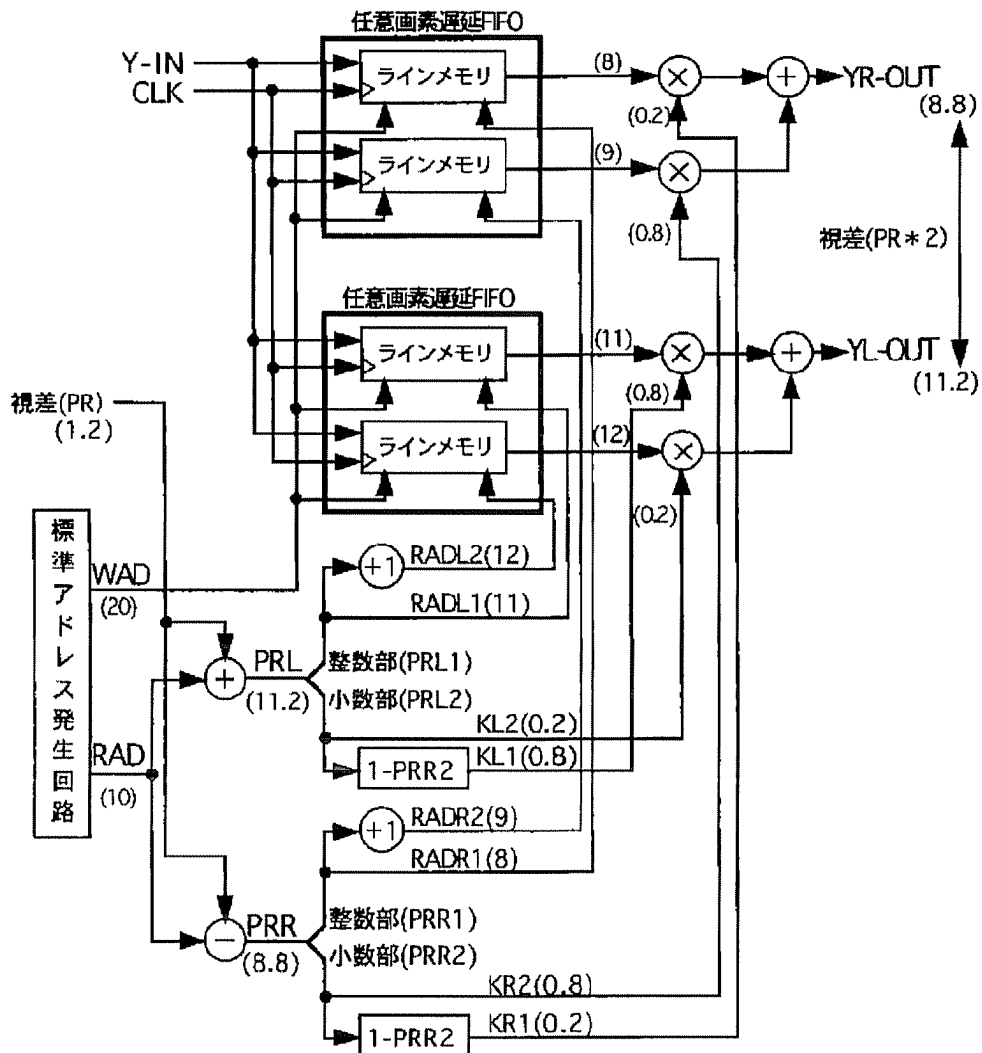 任意画素遅延FIFO
Y-IN
CLK
ラインメモリ
(8)
×
+
YR-OUT
(8.8)
(0.2)
ラインメモリ
(9)
×
(0.8)
視差(PR*2)
任意画素遅延FIFO
ラインメモリ
(11)
×
+
YL-OUT
(11.2)
(0.8)
視差(PR)
(1.2)
ラインメモリ
(12)
×
(0.2)
標準アドレス発生回路
WAD
(20)
+1
RADL2(12)
RADL1(11)
+
PRL
(11.2)
整数部(PRL1)
小数部(PRL2)
KL2(0.2)
RAD
(10)
1-PRR2
KL1(0.8)
+1
RADR2(9)
RADR1(8)
−
PRR
(8.8)
整数部(PRR1)
小数部(PRR2)
KR2(0.8)
1-PRR2
KR1(0.2)